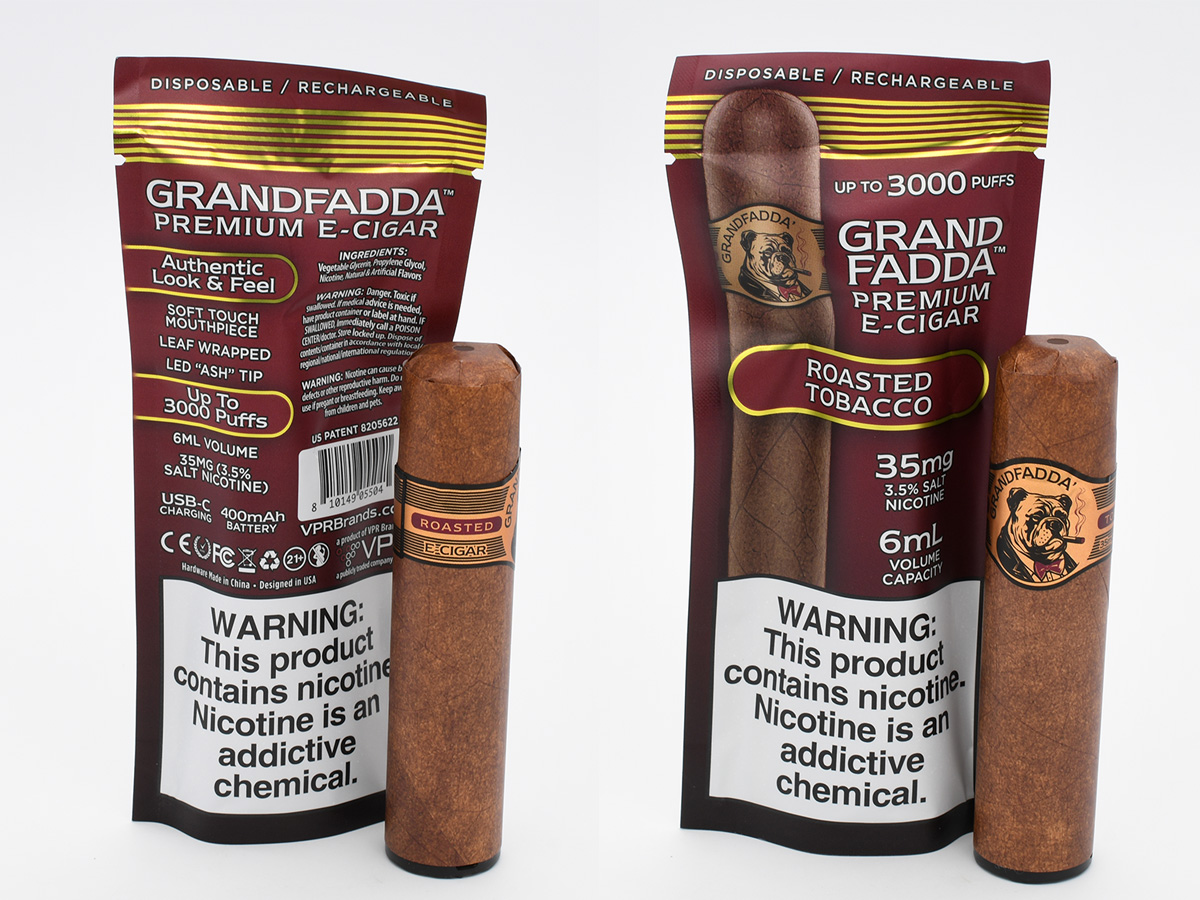 DISPOSABLE / RECHARGEABLE
GRANDFADDA™
PREMIUM E-CIGAR
Authentic
Look & Feel
SOFT TOUCH
MOUTHPIECE
LEAF WRAPPED
LED “ASH” TIP
Up To
3000 Puffs
6ML VOLUME
35MG (3.5%
SALT NICOTINE)
USB-C
CHARGING
400mAh
BATTERY
CE FC 21+
Hardware Made in China • Designed in USA
INGREDIENTS:
Vegetable Glycerin, Propylene Glycol,
Nicotine, Natural & Artificial Flavors
WARNING: Danger. Toxic if
swallowed. If medical advice is needed,
have product container or label at hand. IF
SWALLOWED: Immediately call a POISON
CENTER/doctor. Store locked up. Dispose of
contents/container in accordance with local/
regional/national/international regulation
WARNING: Nicotine can cause b
defects or other reproductive harm. Do
use if pregant or breastfeeding. Keep aw
from children and pets.
US PATENT 8205622
8 10149 05504
VPRBrands.co
a product of VPR Bran
VP
a publicly traded company
WARNING:
This product
contains nicotine
Nicotine is an
addictive
chemical.
GRAN
ROASTED
E-CIGAR
DISPOSABLE / RECHARGEABLE
UP TO 3000 PUFFS
GRANDFADDA'
GRAND
FADDA™
PREMIUM
E-CIGAR
ROASTED
TOBACCO
35mg
3.5% SALT
NICOTINE
6mL
VOLUME
CAPACITY
WARNING:
This product
contains nicotine.
Nicotine is an
addictive
chemical.
GRANDFADDA'